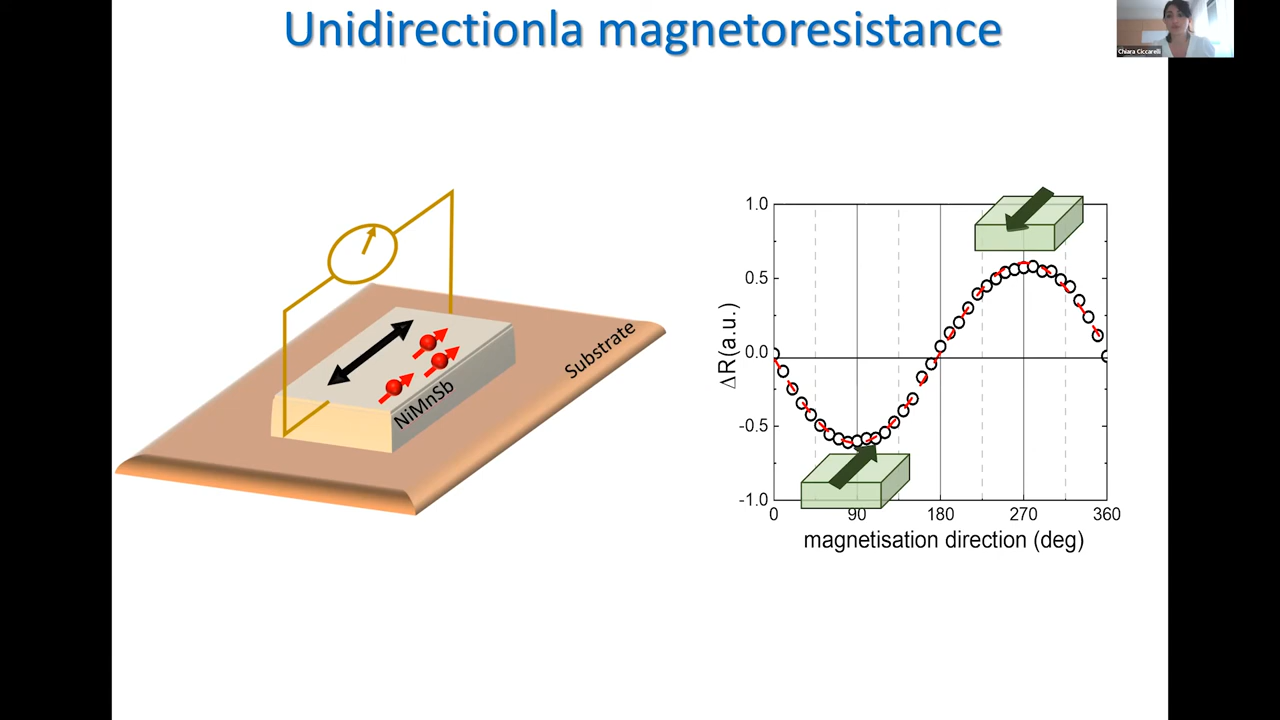 Unidirectionla magnetoresistance
Chiara Ciccarelli
Substrate
NiMnSb
ΔR(a.u.)
1.0
0.5
0.0
-0.5
-1.0
0 90 180 270 360
magnetisation direction (deg)